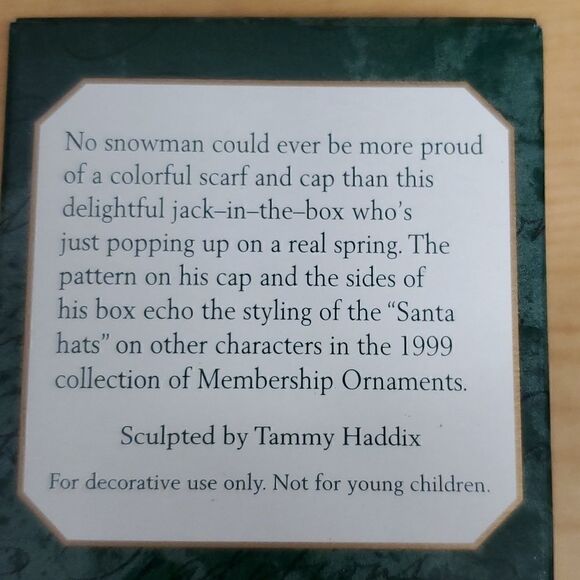 No snowman could ever be more proud
of a colorful scarf and cap than this
delightful jack–in–the–box who's
just popping up on a real spring. The
pattern on his cap and the sides of
his box echo the styling of the “Santa
hats” on other characters in the 1999
collection of Membership Ornaments.
Sculpted by Tammy Haddix
For decorative use only. Not for young children.